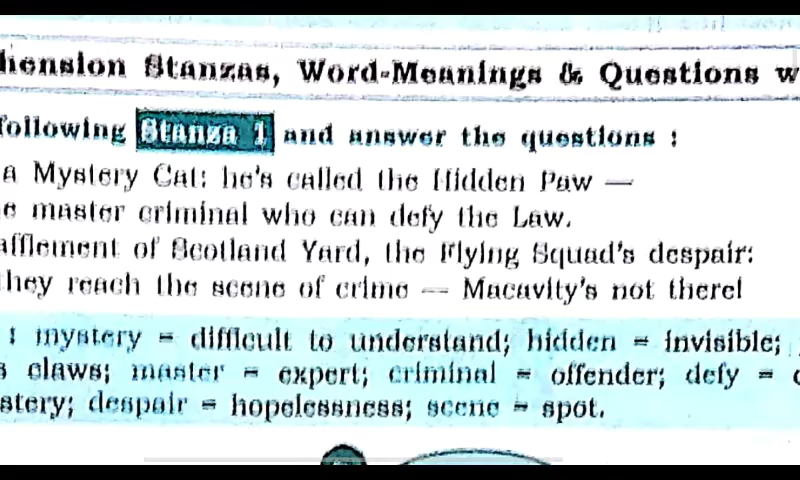 hension Stanzas, Word-Meanings & Questions w
following Stanza 1 and answer the questions :
a Mystery Cat: he's called the Hidden Paw —
e master criminal who can defy the Law.
afflement of Scotland Yard, the Flying Squad's despair:
they reach the scene of crime — Macavity's not there!
: mystery = difficult to understand; hidden = invisible;
s claws; master = expert; criminal = offender; defy =
stery; despair = hopelessness; scene = spot.